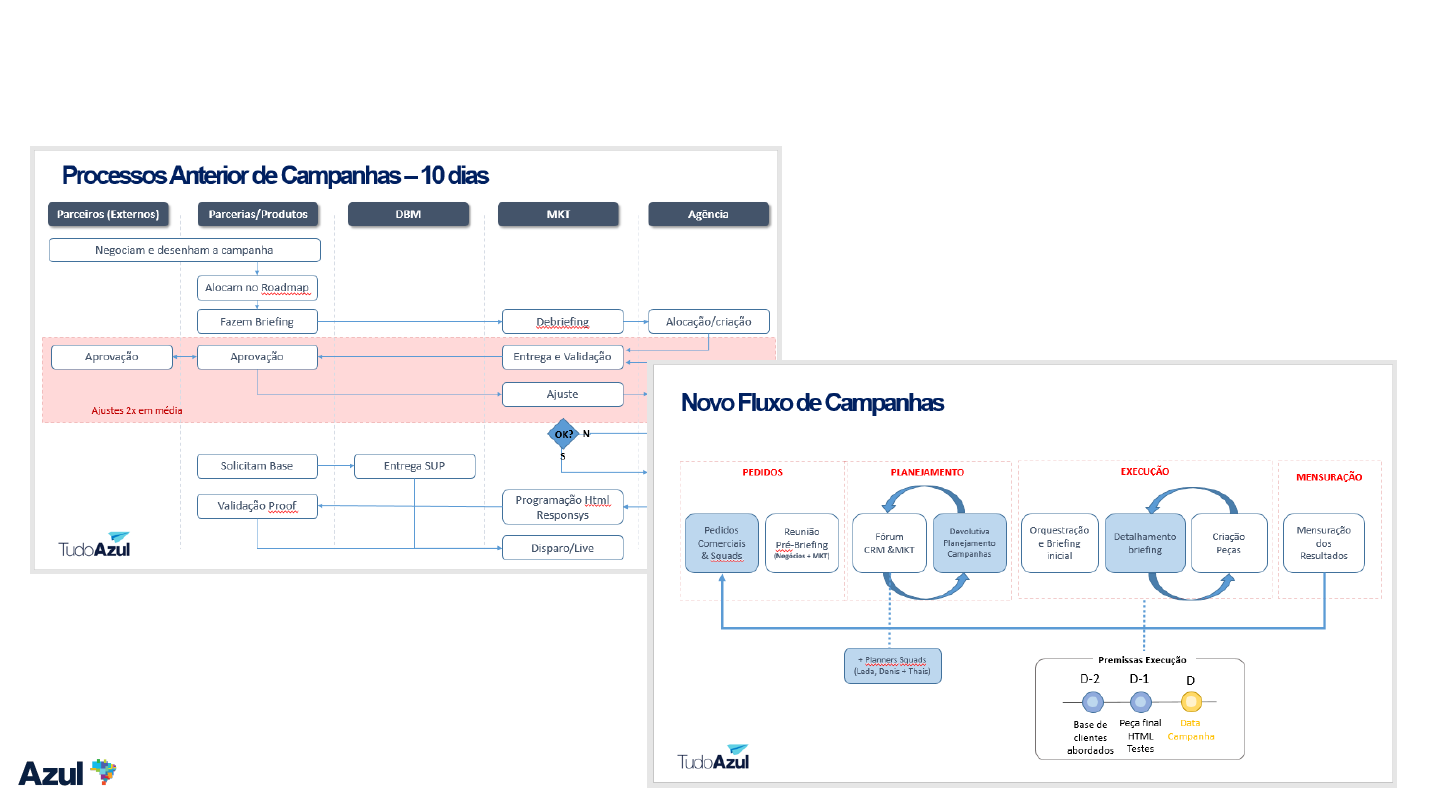 Processos Anterior de Campanhas – 10 dias
Parceiros (Externos)
Parcerias/Produtos
DBM
MKT
Agência
Negociam e desenham a campanha
Alocam no Roadmap
Fazem Briefing
Debriefing
Alocação/criação
Aprovação
Aprovação
Entrega e Validação
Ajuste
Ajustes 2x em média
OK?
N
S
Solicitam Base
Entrega SUP
Validação Proof
Programação Html
Responsys
Disparo/Live
TudoAzul
Novo Fluxo de Campanhas
PEDIDOS
PLANEJAMENTO
EXECUÇÃO
MENSURAÇÃO
Pedidos
Comerciais
& Squads
Reunião
Pré-Briefing
(Negócios + MKT)
Fórum
CRM &MKT
Devolutiva
Planejamento
Campanhas
Orquestração
e Briefing
inicial
Detalhamento
briefing
Criação
Peças
Mensuração
dos
Resultados
+ Planners Squads
(Leda, Denis + Thais)
Premissas Execução
D-2
D-1
D
Base de
clientes
abordados
Peça final
HTML
Testes
Data
Campanha
TudoAzul
Azul